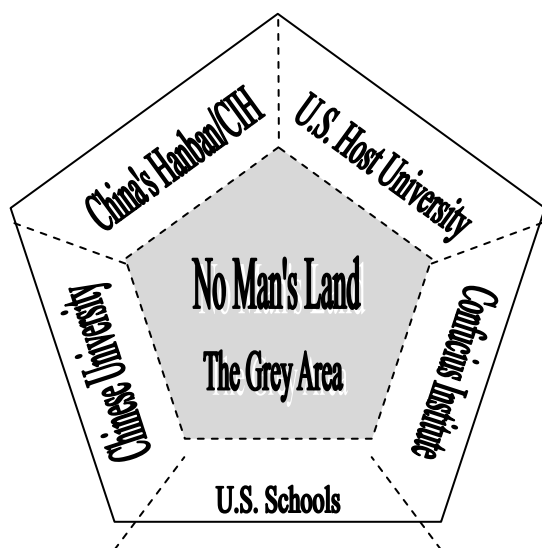 China's Hanban/CIH
U.S. Host University
No Man's Land
The Grey Area
Chinese University
Confucius Institute
U.S. Schools